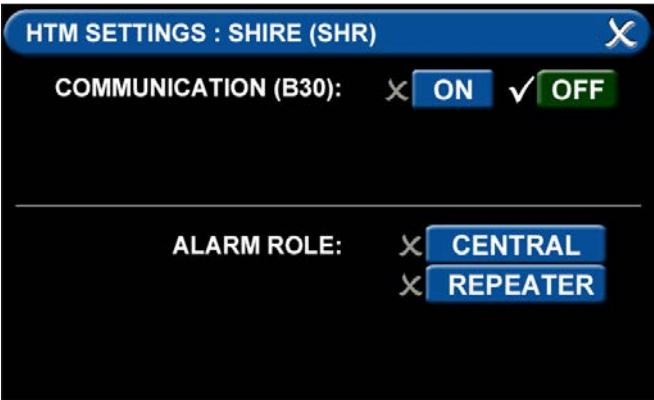 HTM SETTINGS : SHIRE (SHR)
COMMUNICATION (B30): ON OFF
ALARM ROLE: CENTRAL
REPEATER